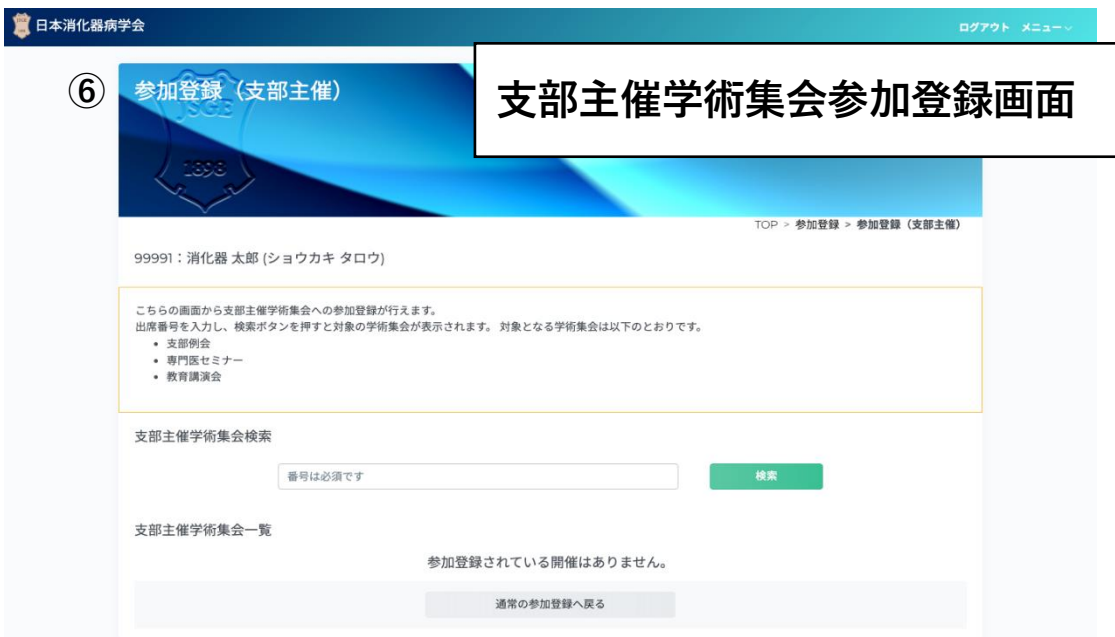 日本消化器病学会
ログアウト メニュー
⑥
参加登録（支部主催）
支部主催学術集会参加登録画面
JSGE
1898
TOP > 参加登録 > 参加登録（支部主催）
99991：消化器 太郎 (ショウカキ タロウ)
こちらの画面から支部主催学術集会への参加登録が行えます。
出席番号を入力し、検索ボタンを押すと対象の学術集会が表示されます。 対象となる学術集会は以下のとおりです。
• 支部例会
• 専門医セミナー
• 教育講演会
支部主催学術集会検索
番号は必須です
検索
支部主催学術集会一覧
参加登録されている開催はありません。
通常の参加登録へ戻る